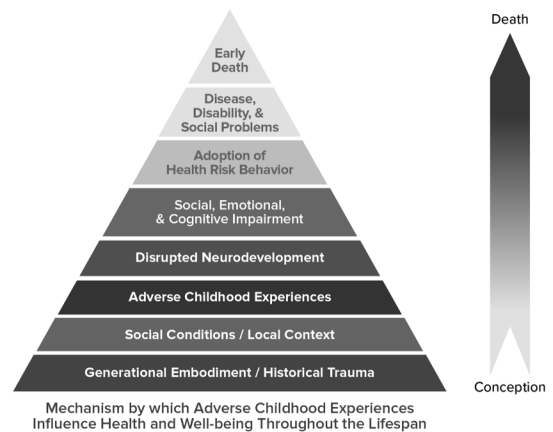 Death
Early
Death
Disease,
Disability, &
Social Problems
Adoption of
Health Risk Behavior
Social, Emotional,
& Cognitive Impairment
Disrupted Neurodevelopment
Adverse Childhood Experiences
Social Conditions / Local Context
Generational Embodiment / Historical Trauma
Conception
Mechanism by which Adverse Childhood Experiences
Influence Health and Well-being Throughout the Lifespan